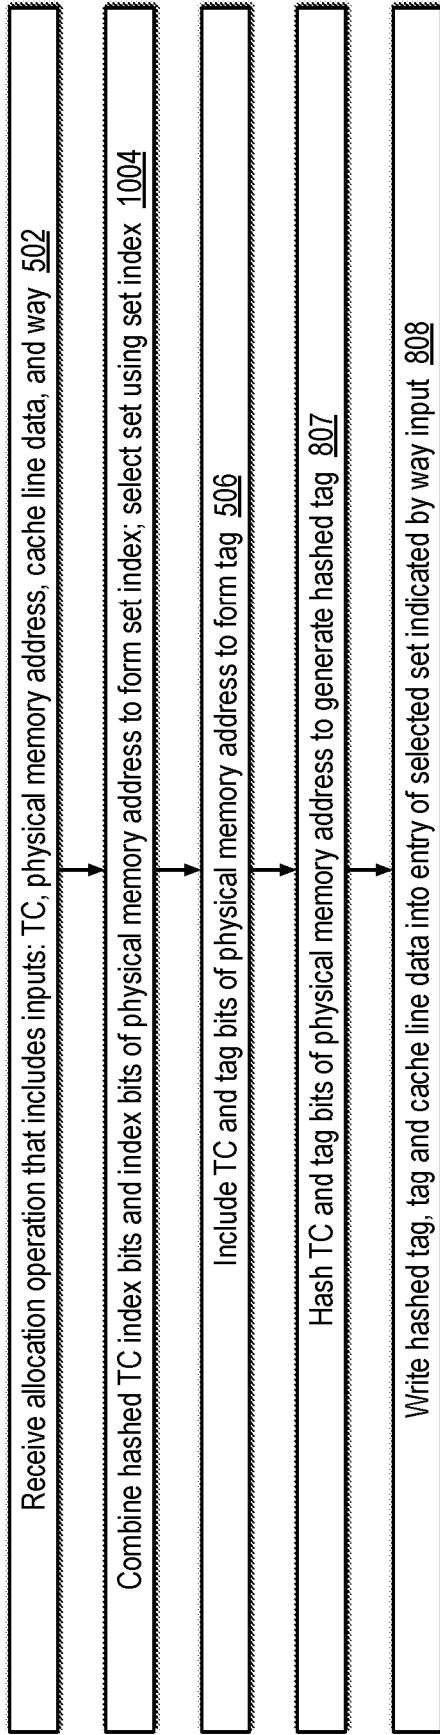 Receive allocation operation that includes inputs: TC, physical memory address, cache line data, and way 502
Combine hashed TC index bits and index bits of physical memory address to form set index; select set using set index 1004
Include TC and tag bits of physical memory address to form tag 506
Hash TC and tag bits of physical memory address to generate hashed tag 807
Write hashed tag, tag and cache line data into entry of selected set indicated by way input 808